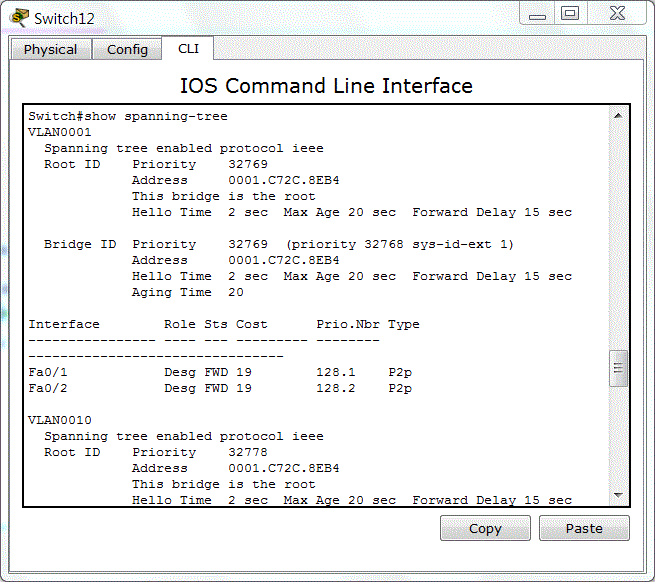 Switch12
Physical Config CLI
IOS Command Line Interface
Switch#show spanning-tree
VLAN0001
  Spanning tree enabled protocol ieee
  Root ID    Priority    32769
             Address     0001.C72C.8EB4
             This bridge is the root
             Hello Time  2 sec  Max Age 20 sec  Forward Delay 15 sec

  Bridge ID  Priority    32769  (priority 32768 sys-id-ext 1)
             Address     0001.C72C.8EB4
             Hello Time  2 sec  Max Age 20 sec  Forward Delay 15 sec
             Aging Time  20

Interface        Role Sts Cost      Prio.Nbr Type
---------------- ---- --- --------- --------
--------------------------------
Fa0/1            Desg FWD 19        128.1    P2p
Fa0/2            Desg FWD 19        128.2    P2p

VLAN0010
  Spanning tree enabled protocol ieee
  Root ID    Priority    32778
             Address     0001.C72C.8EB4
             This bridge is the root
             Hello Time  2 sec  Max Age 20 sec  Forward Delay 15 sec
Copy Paste